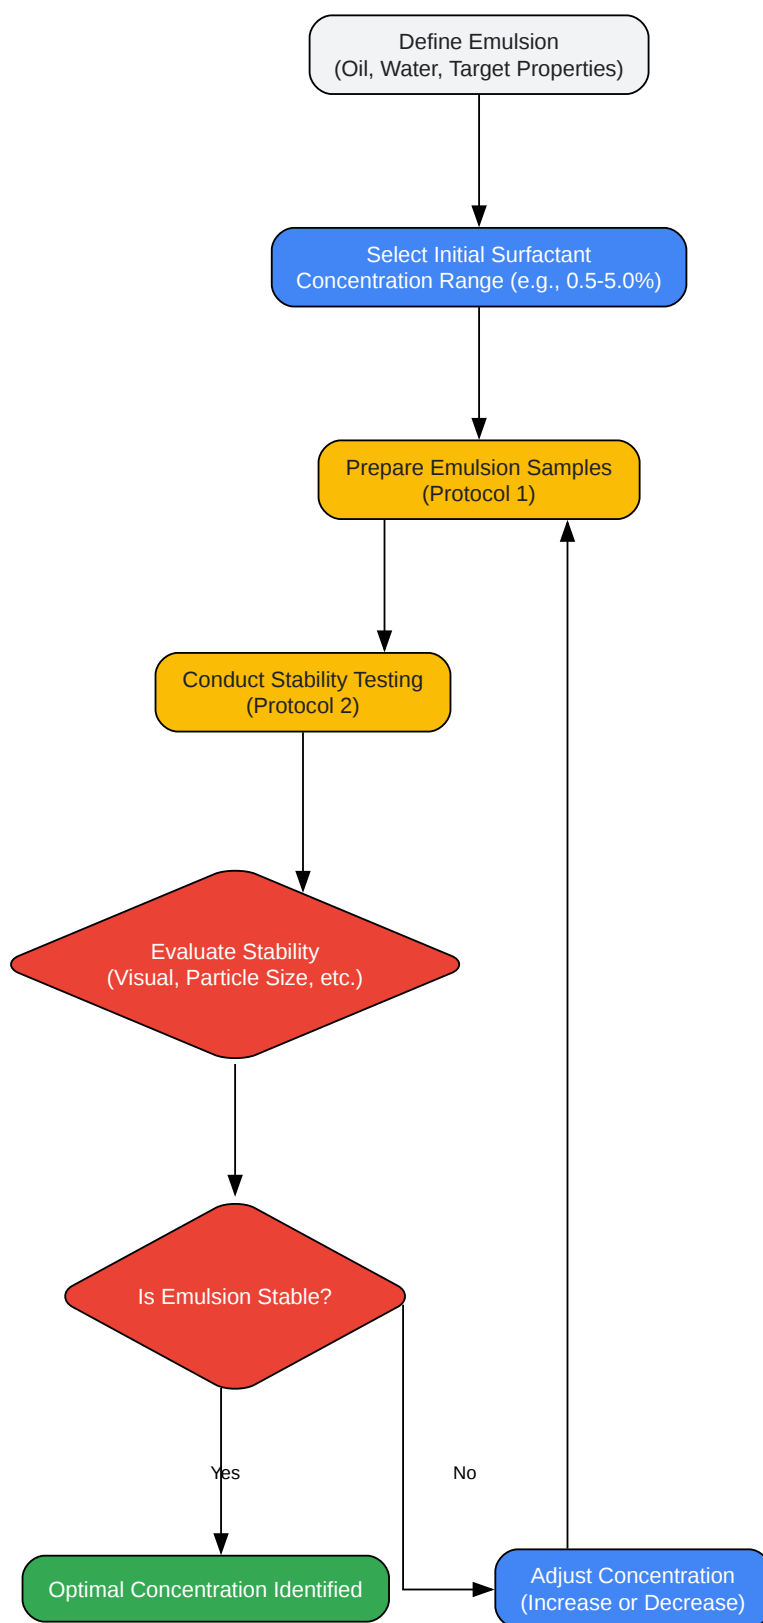 Define Emulsion
(Oil, Water, Target Properties)
Select Initial Surfactant
Concentration Range (e.g., 0.5-5.0%)
Prepare Emulsion Samples
(Protocol 1)
Conduct Stability Testing
(Protocol 2)
Evaluate Stability
(Visual, Particle Size, etc.)
Is Emulsion Stable?
Yes
No
Optimal Concentration Identified
Adjust Concentration
(Increase or Decrease)